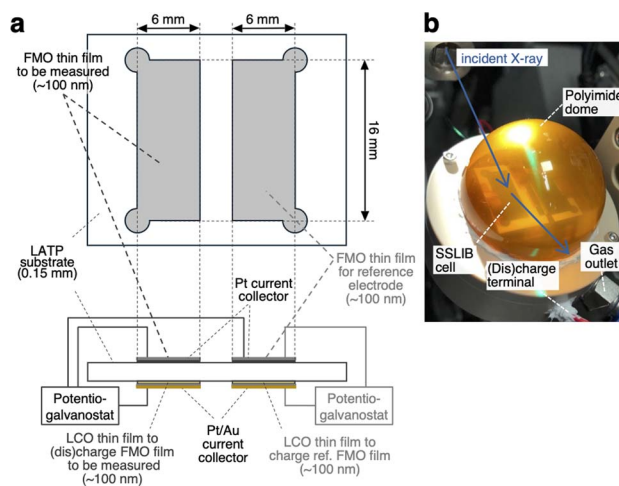 a
6 mm
6 mm
FMO thin film
to be measured
(~100 nm)
16 mm
LATP
substrate
(0.15 mm)
FMO thin film
for reference
electrode
(~100 nm)
Pt current
collector
Potentio-
galvanostat
Potentio-
galvanostat
LCO thin film to
(dis)charge FMO film
to be measured
(~100 nm)
Pt/Au
current
collector
LCO thin film to
charge ref. FMO film
(~100 nm)
b
incident X-ray
Polyimide
dome
SSLIB
cell
(Dis)charge
terminal
Gas
outlet